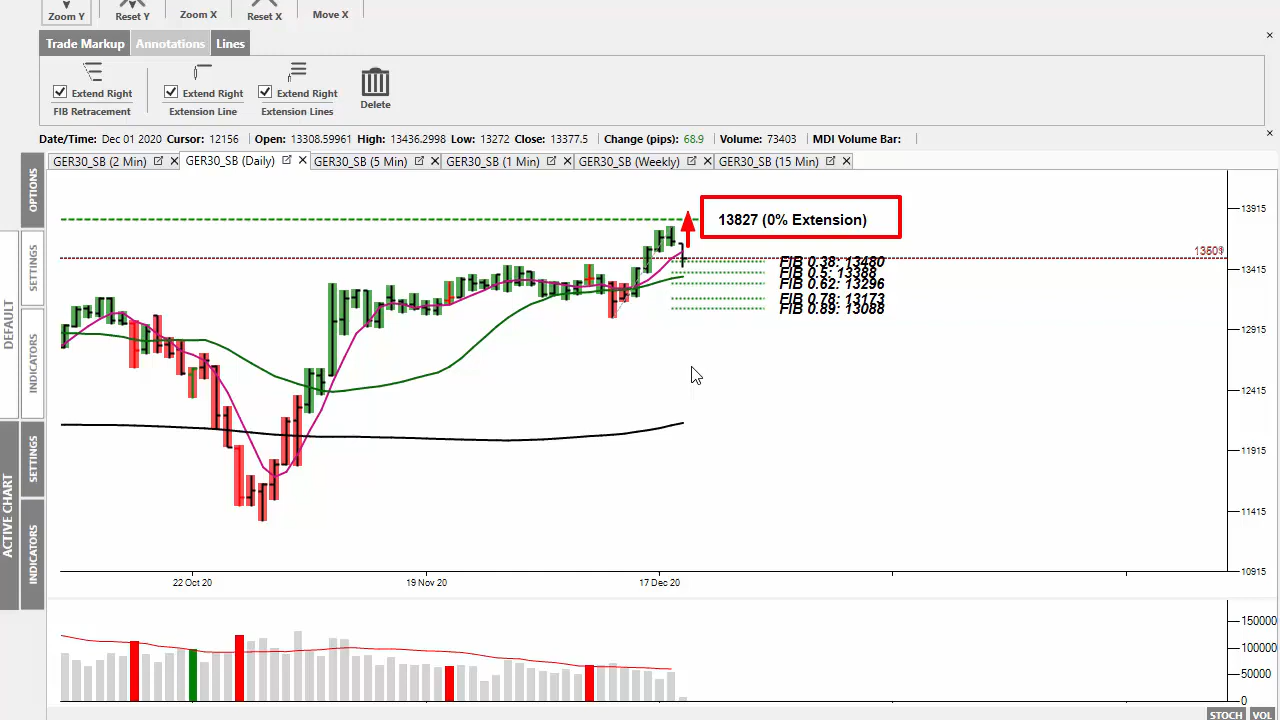 Zoom Y Reset Y Zoom X Reset X Move X
Trade Markup Annotations Lines
Extend Right Extend Right Extend Right Delete
FIB Retracement Extension Line Extension Lines
Date/Time: Dec 01 2020 Cursor: 12156 Open: 13308.59961 High: 13436.2998 Low: 13272 Close: 13377.5 Change (pips): 68.9 Volume: 73403 MDI Volume Bar:
GER30_SB (2 Min) GER30_SB (Daily) GER30_SB (5 Min) GER30_SB (1 Min) GER30_SB (Weekly) GER30_SB (15 Min)
OPTIONS
SETTINGS
DEFAULT
INDICATORS
SETTINGS
ACTIVE CHART
INDICATORS
13827 (0% Extension)
FIB 0.38: 13480
FIB 0.5: 13388
FIB 0.62: 13296
FIB 0.78: 13173
FIB 0.89: 13088
13915
13415
12915
12415
11915
11415
10915
22 Oct 20 19 Nov 20 17 Dec 20
150000
100000
50000
0
STOCH VOL